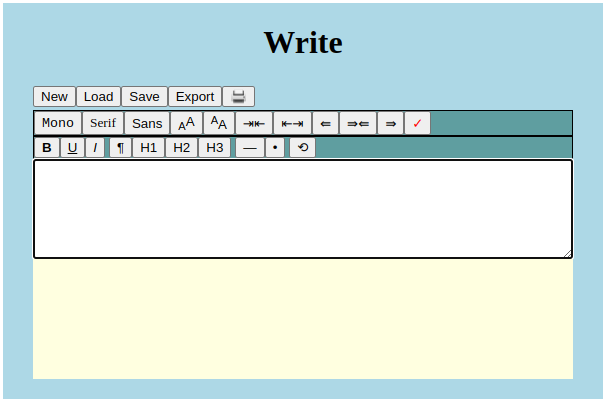 Write
New Load Save Export 🖨
Mono Serif Sans AA AA ⇥⇤ ⇤⇥ ⇐ ⇒⇐ ⇒ ✓
B U I ¶ H1 H2 H3 — • ⟲